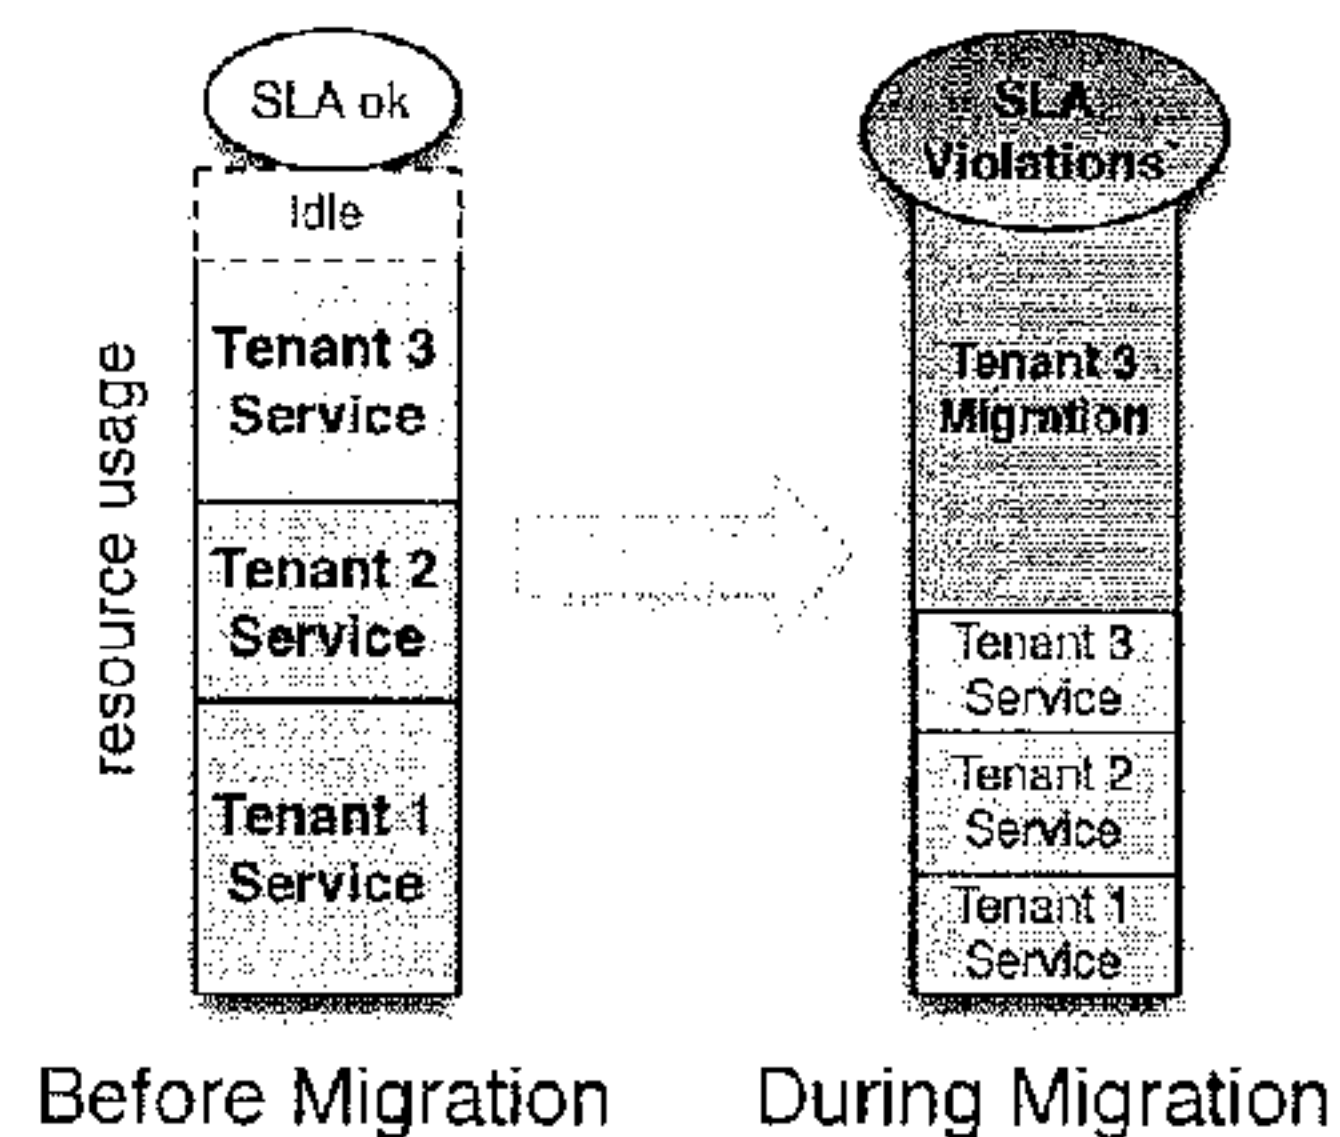 SLA ok
Idle
Tenant 3
Service
Tenant 2
Service
Tenant 1
Service
resource usage
Before Migration
SLA
Violations
Tenant 3
Migration
Tenant 3
Service
Tenant 2
Service
Tenant 1
Service
During Migration